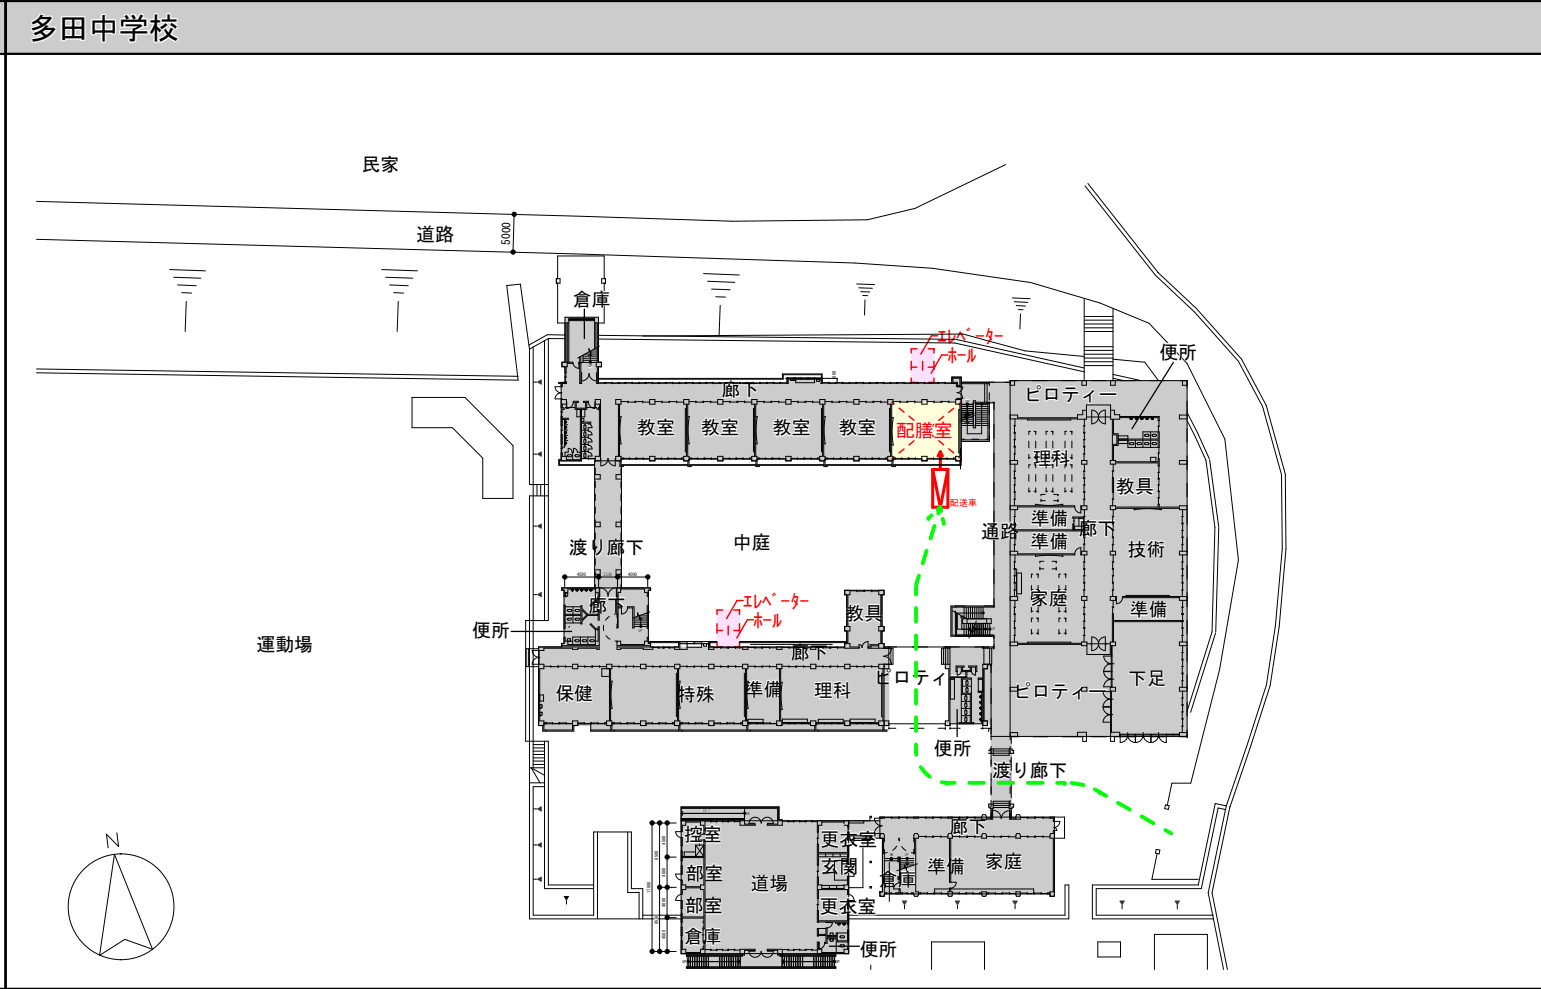 多田中学校
民家
道路
5000
倉庫
エレベーター
ホール
便所
廊下
ピロティー
教室
教室
教室
教室
配膳室
理科
教具
配送車
通路
準備
廊下
準備
技術
中庭
渡り廊下
家庭
準備
エレベーター
ホール
廊下
教具
便所
運動場
廊下
ピロティ
保健
特殊
準備
理科
ピロティー
下足
便所
渡り廊下
N
控室
更衣室
廊下
部室
玄関
倉庫
準備
家庭
道場
部室
更衣室
倉庫
便所